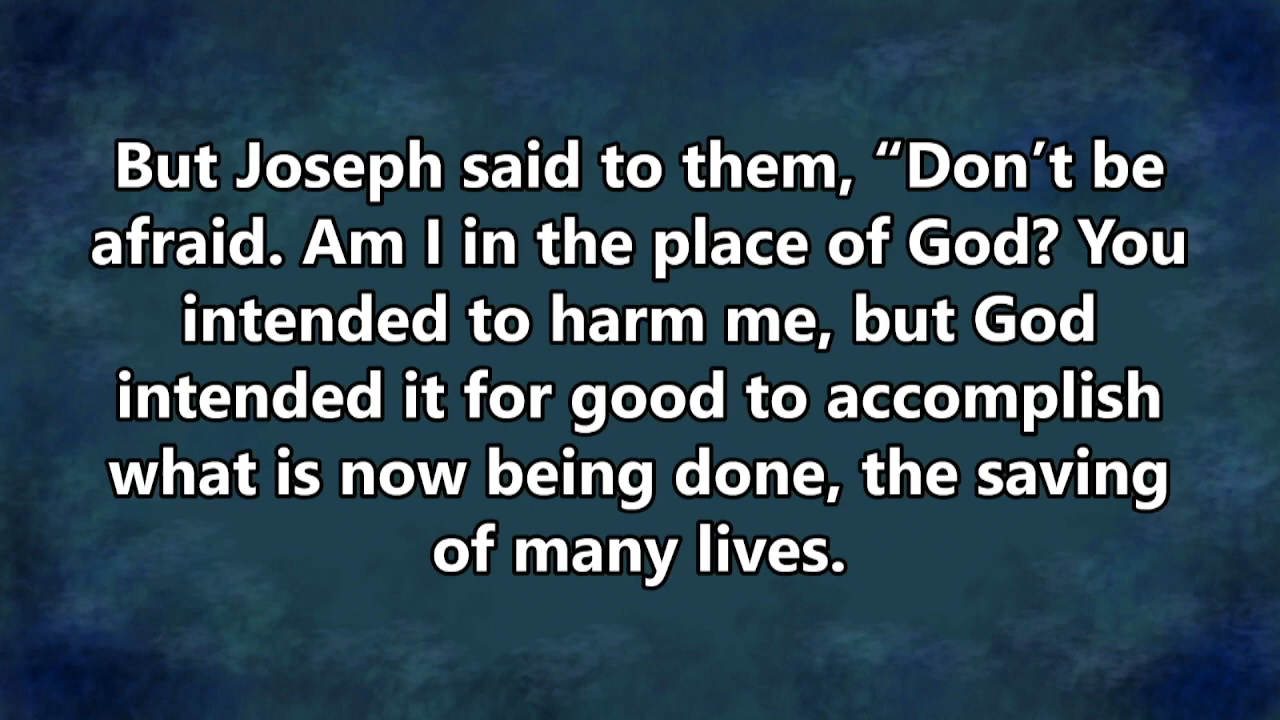 But Joseph said to them, “Don’t be
afraid. Am I in the place of God? You
intended to harm me, but God
intended it for good to accomplish
what is now being done, the saving
of many lives.